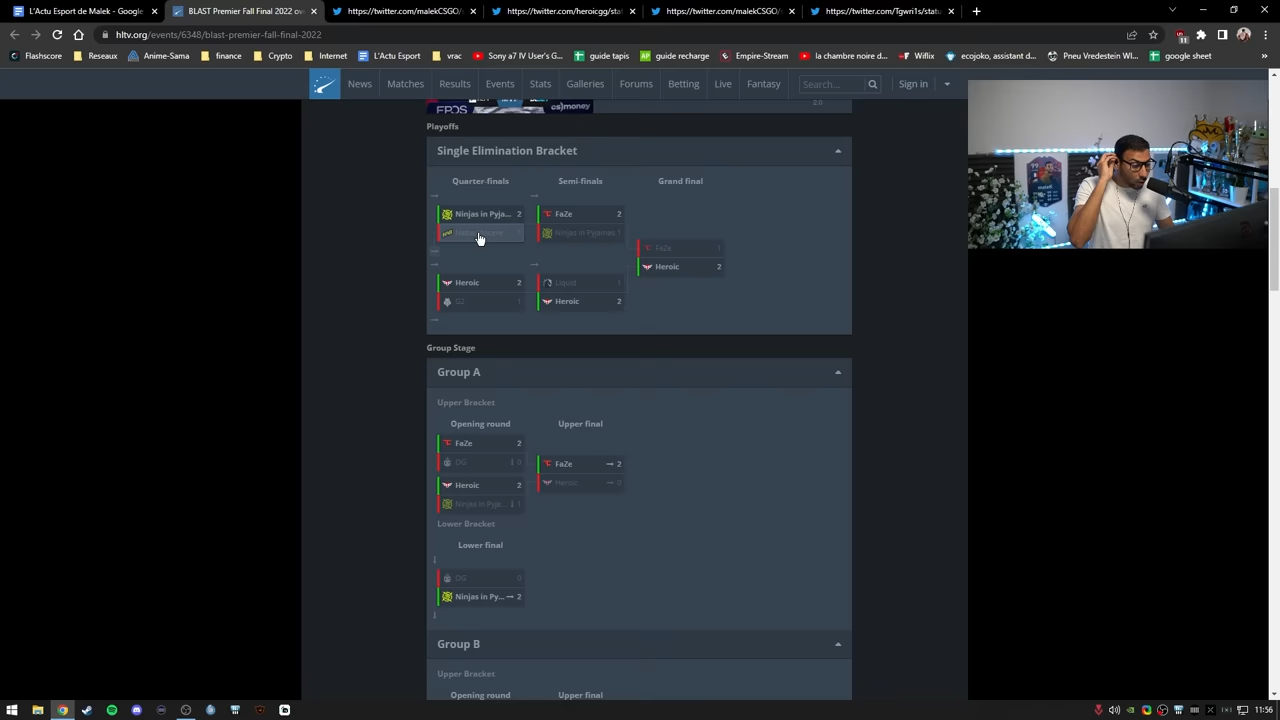 L'Actu Esport de Malek - Google
BLAST Premier Fall Final 2022 ov
https://twitter.com/malekCSGO/s
https://twitter.com/heroicgg/stat
https://twitter.com/malekCSGO/s
https://twitter.com/Tgwri1s/statu
hltv.org/events/6348/blast-premier-fall-final-2022
Flashscore
Reseaux
Anime-Sama
finance
Crypto
Internet
L'Actu Esport
vrac
Sony a7 IV User's G...
guide tapis
guide recharge
Empire-Stream
la chambre noire d...
Willix
ecojoko, assistant d...
Pneu Vredestein WI...
google sheet
News
Matches
Results
Events
Stats
Galleries
Forums
Betting
Live
Fantasy
Search...
Sign in
EPOS
cs)money
Playoffs
Single Elimination Bracket
Quarter-finals
Semi-finals
Grand final
Ninjas in Pyja... 2
FaZe 2
Ninjas in Pyjamas 1
FaZe 1
Heroic 2
Heroic 2
G2 1
Liquid 1
Heroic 2
Group Stage
Group A
Upper Bracket
Opening round
Upper final
FaZe 2
OG 0
FaZe → 2
Heroic → 0
Heroic 2
Ninjas in Pyja... 1
Lower Bracket
Lower final
OG 0
Ninjas in Py... → 2
Group B
Upper Bracket
Opening round
Upper final
11:56